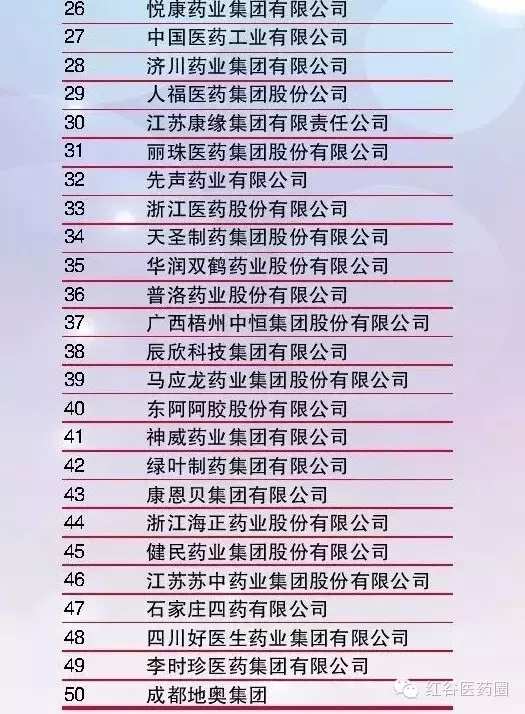 26 悦康药业集团有限公司
27 中国医药工业有限公司
28 济川药业集团有限公司
29 人福医药集团股份公司
30 江苏康缘集团有限责任公司
31 丽珠医药集团股份有限公司
32 先声药业有限公司
33 浙江医药股份有限公司
34 天圣制药集团股份有限公司
35 华润双鹤药业股份有限公司
36 普洛药业股份有限公司
37 广西梧州中恒集团股份有限公司
38 辰欣科技集团有限公司
39 马应龙药业集团股份有限公司
40 东阿阿胶股份有限公司
41 神威药业集团有限公司
42 绿叶制药集团有限公司
43 康恩贝集团有限公司
44 浙江海正药业股份有限公司
45 健民药业集团股份有限公司
46 江苏苏中药业集团股份有限公司
47 石家庄四药有限公司
48 四川好医生药业集团有限公司
49 李时珍医药集团有限公司
50 成都地奥集团
红谷医药圈